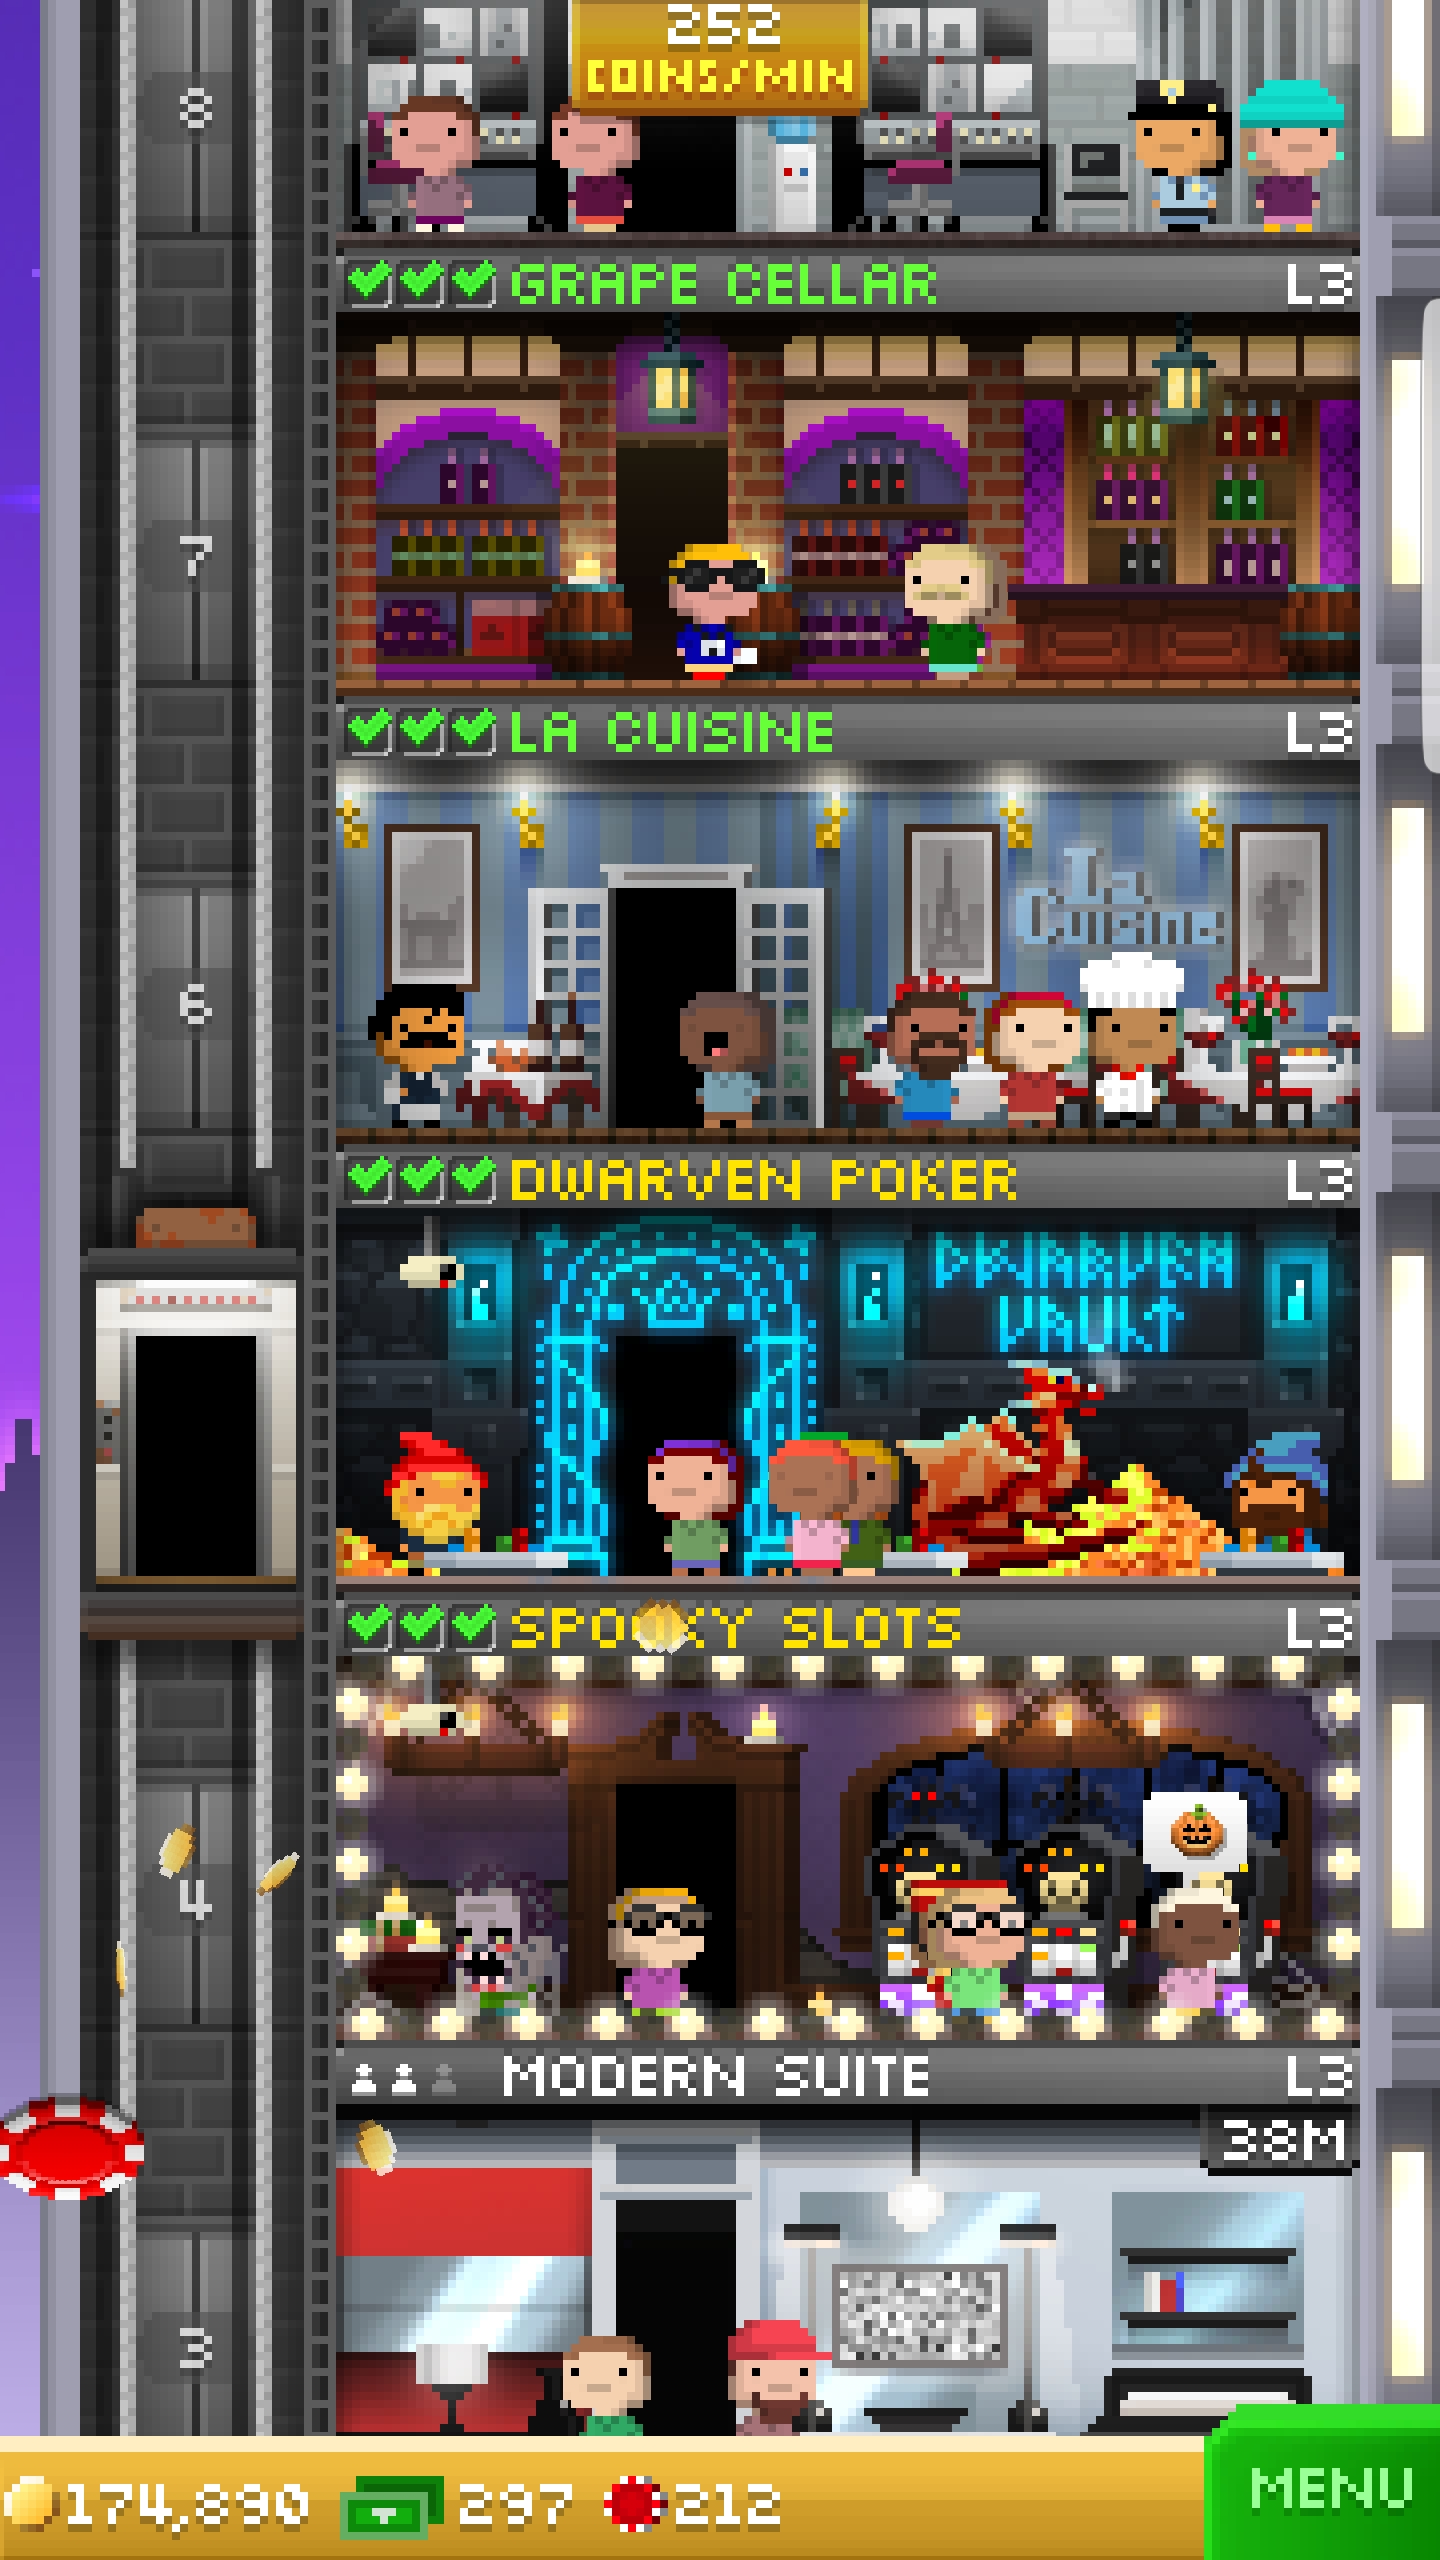 252
COINS/MIN
8
GRAPE CELLAR L3
7
LA CUISINE L3
La
Cuisine
6
DWARVEN POKER L3
DWARVEN
VAULT
SPOOKY SLOTS L3
4
MODERN SUITE L3
38M
3
174,890 297 212
MENU